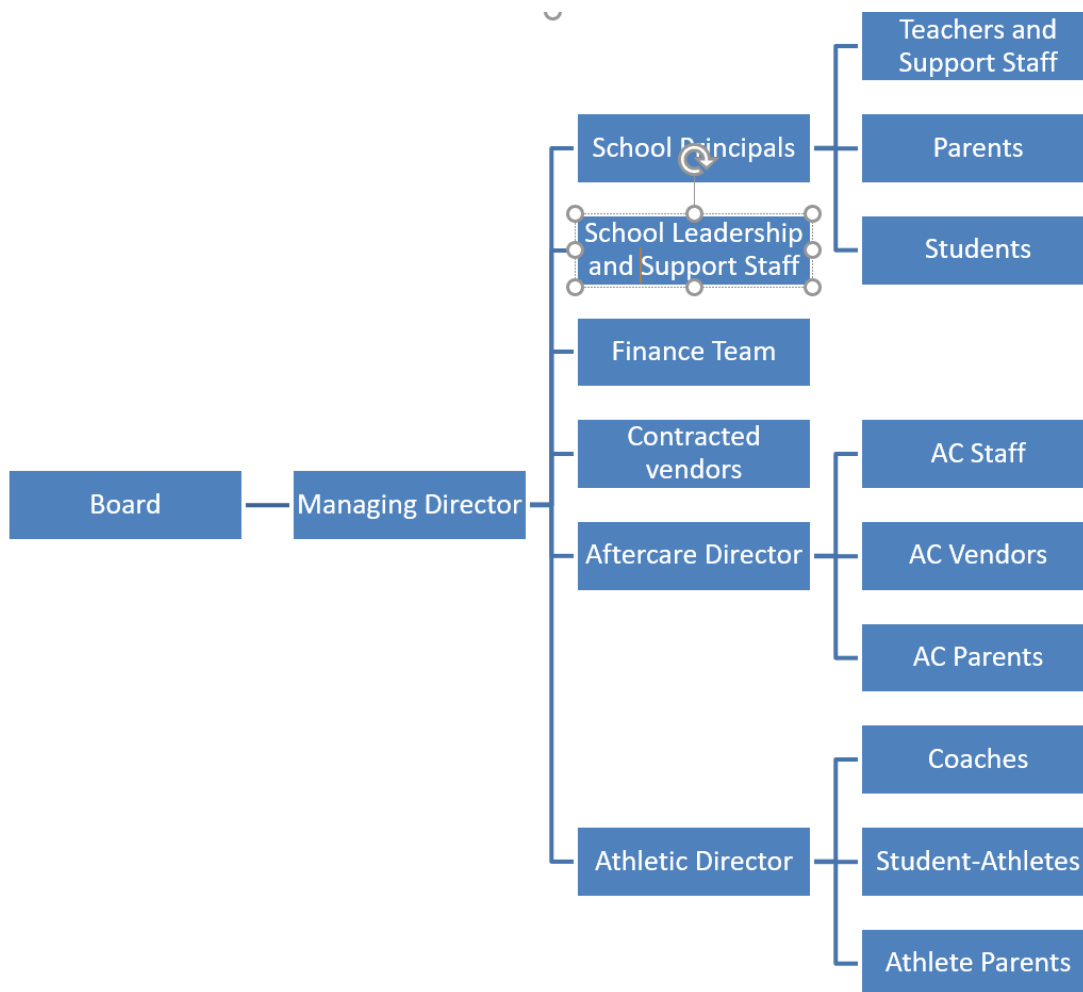 Teachers and
Support Staff
School Principals
Parents
School Leadership
and Support Staff
Students
Finance Team
Contracted
vendors
AC Staff
Board
Managing Director
Aftercare Director
AC Vendors
AC Parents
Coaches
Athletic Director
Student-Athletes
Athlete Parents